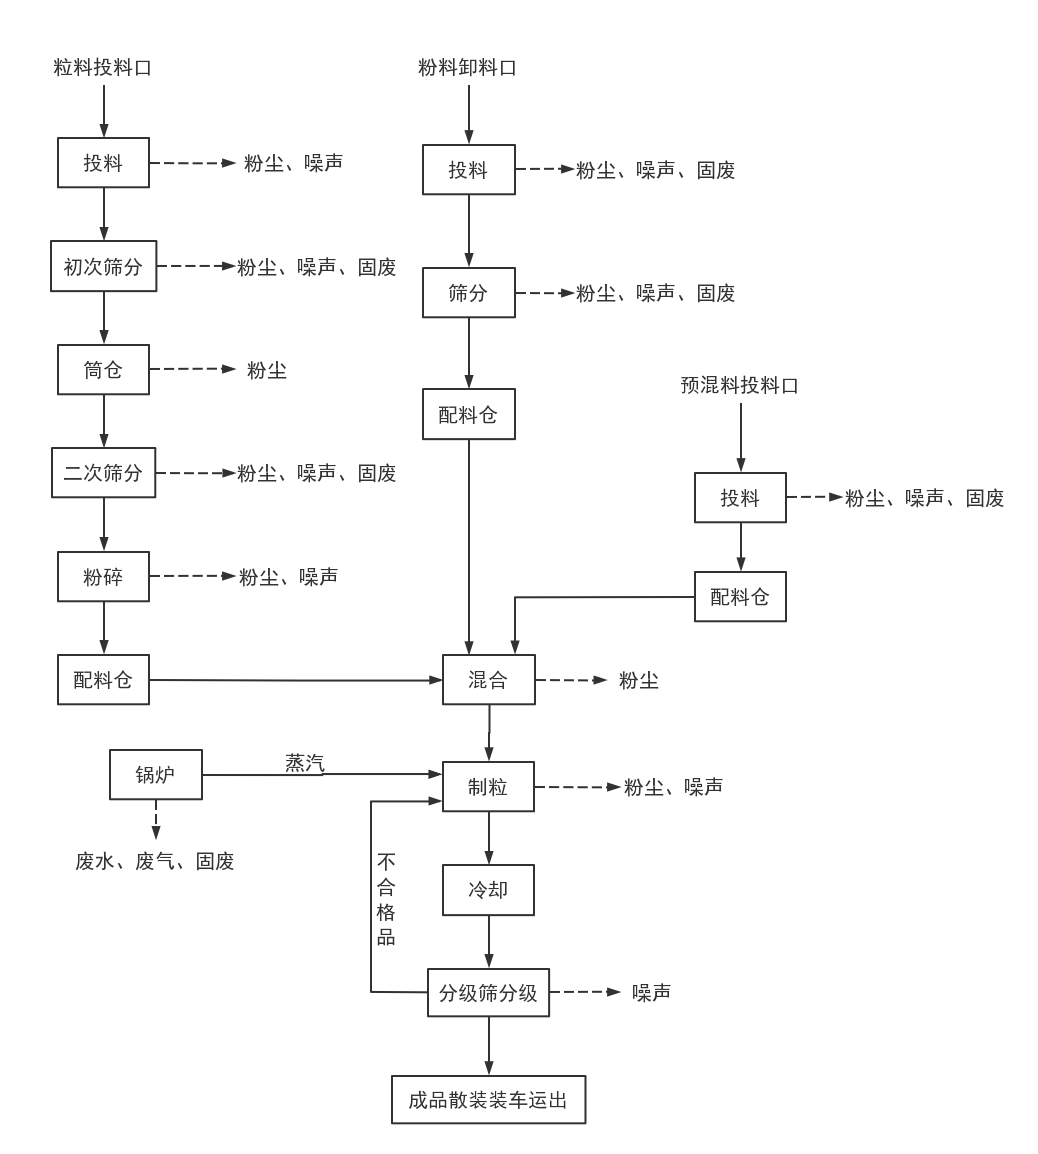 粒料投料口
粉料卸料口
投料
粉尘、噪声
投料
粉尘、噪声、固废
初次筛分
粉尘、噪声、固废
筛分
粉尘、噪声、固废
筒仓
粉尘
预混料投料口
配料仓
二次筛分
粉尘、噪声、固废
投料
粉尘、噪声、固废
粉碎
粉尘、噪声
配料仓
配料仓
混合
粉尘
锅炉
蒸汽
制粒
粉尘、噪声
废水、废气、固废
不
合
格
品
冷却
分级筛分级
噪声
成品散装装车运出